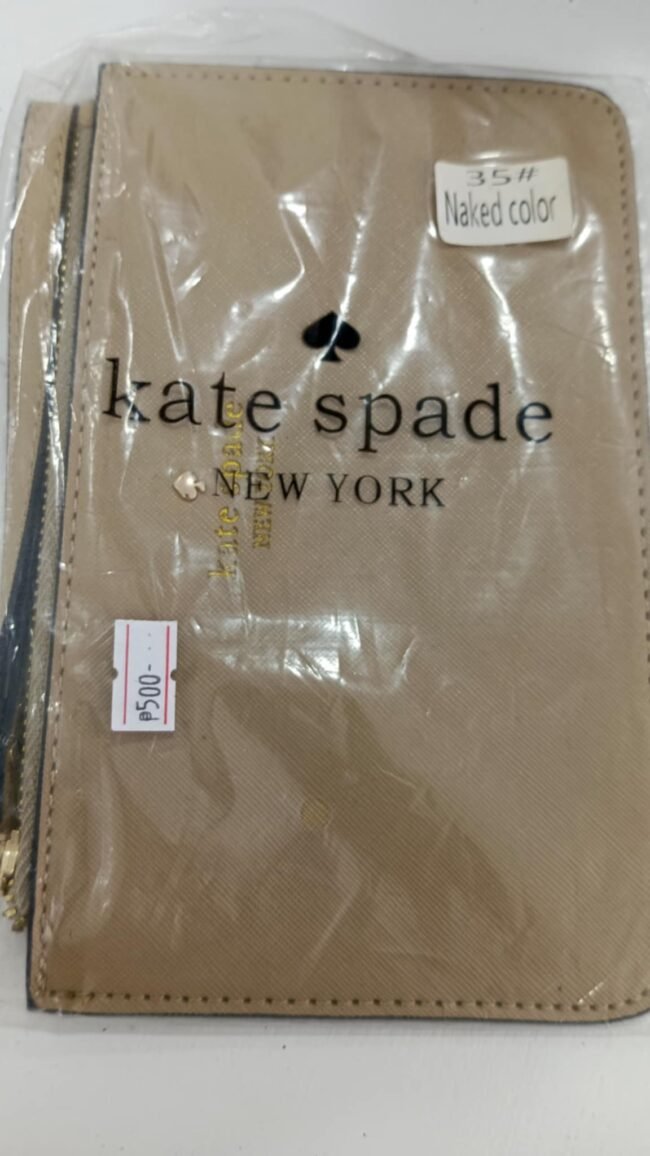 35#
Naked color
kate spade
NEW YORK
kate spade
NEW YORK
₱500-